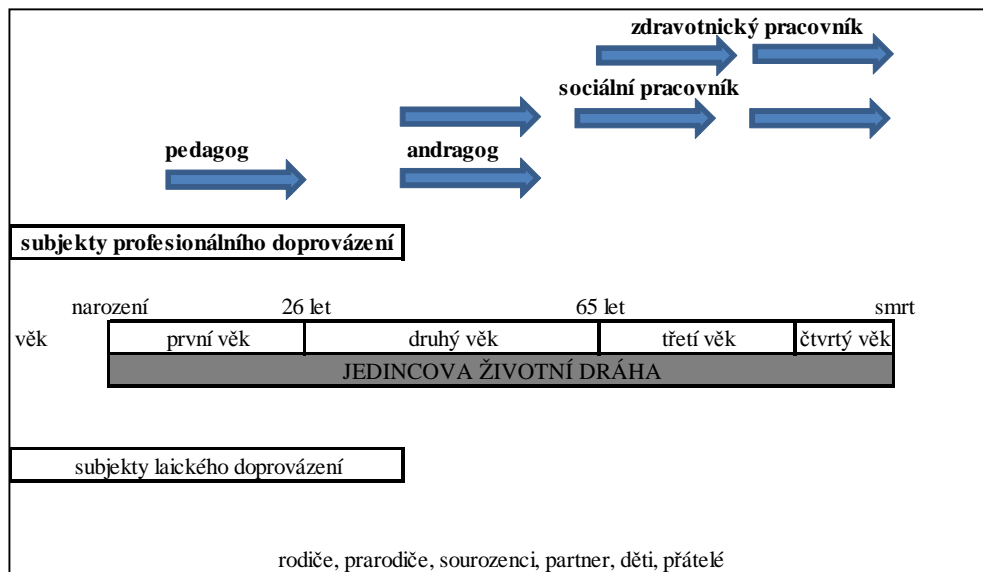 zdravotnický pracovník
sociální pracovník
pedagog andragog
subjekty profesionálního doprovázení
narození 26 let 65 let smrt
věk první věk druhý věk třetí věk čtvrtý věk
JEDINCOVA ŽIVOTNÍ DRÁHA
subjekty laického doprovázení
rodiče, prarodiče, sourozenci, partner, děti, přátelé